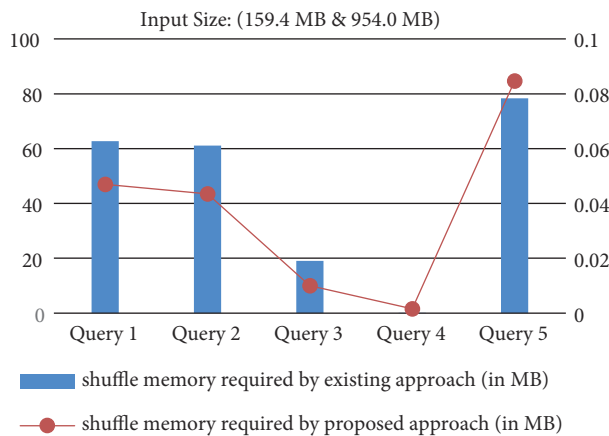 Input Size: (159.4 MB & 954.0 MB)
100 0.1
80 0.08
60 0.06
40 0.04
20 0.02
0 0
Query 1 Query 2 Query 3 Query 4 Query 5
shuffle memory required by existing approach (in MB)
shuffle memory required by proposed approach (in MB)